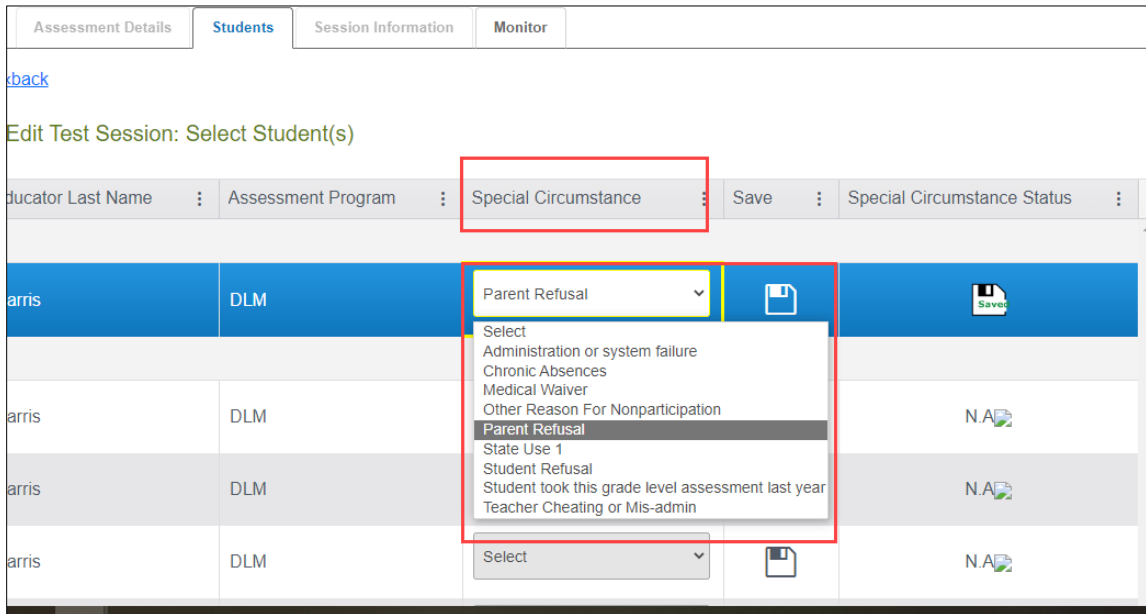 Assessment Details Students Session Information Monitor
‹back
Edit Test Session: Select Student(s)
ducator Last Name Assessment Program Special Circumstance Save Special Circumstance Status
arris DLM Parent Refusal Saved
Select
Administration or system failure
Chronic Absences
Medical Waiver
Other Reason For Nonparticipation
Parent Refusal
State Use 1
Student Refusal
Student took this grade level assessment last year
Teacher Cheating or Mis-admin
arris DLM N.A
arris DLM N.A
arris DLM Select N.A